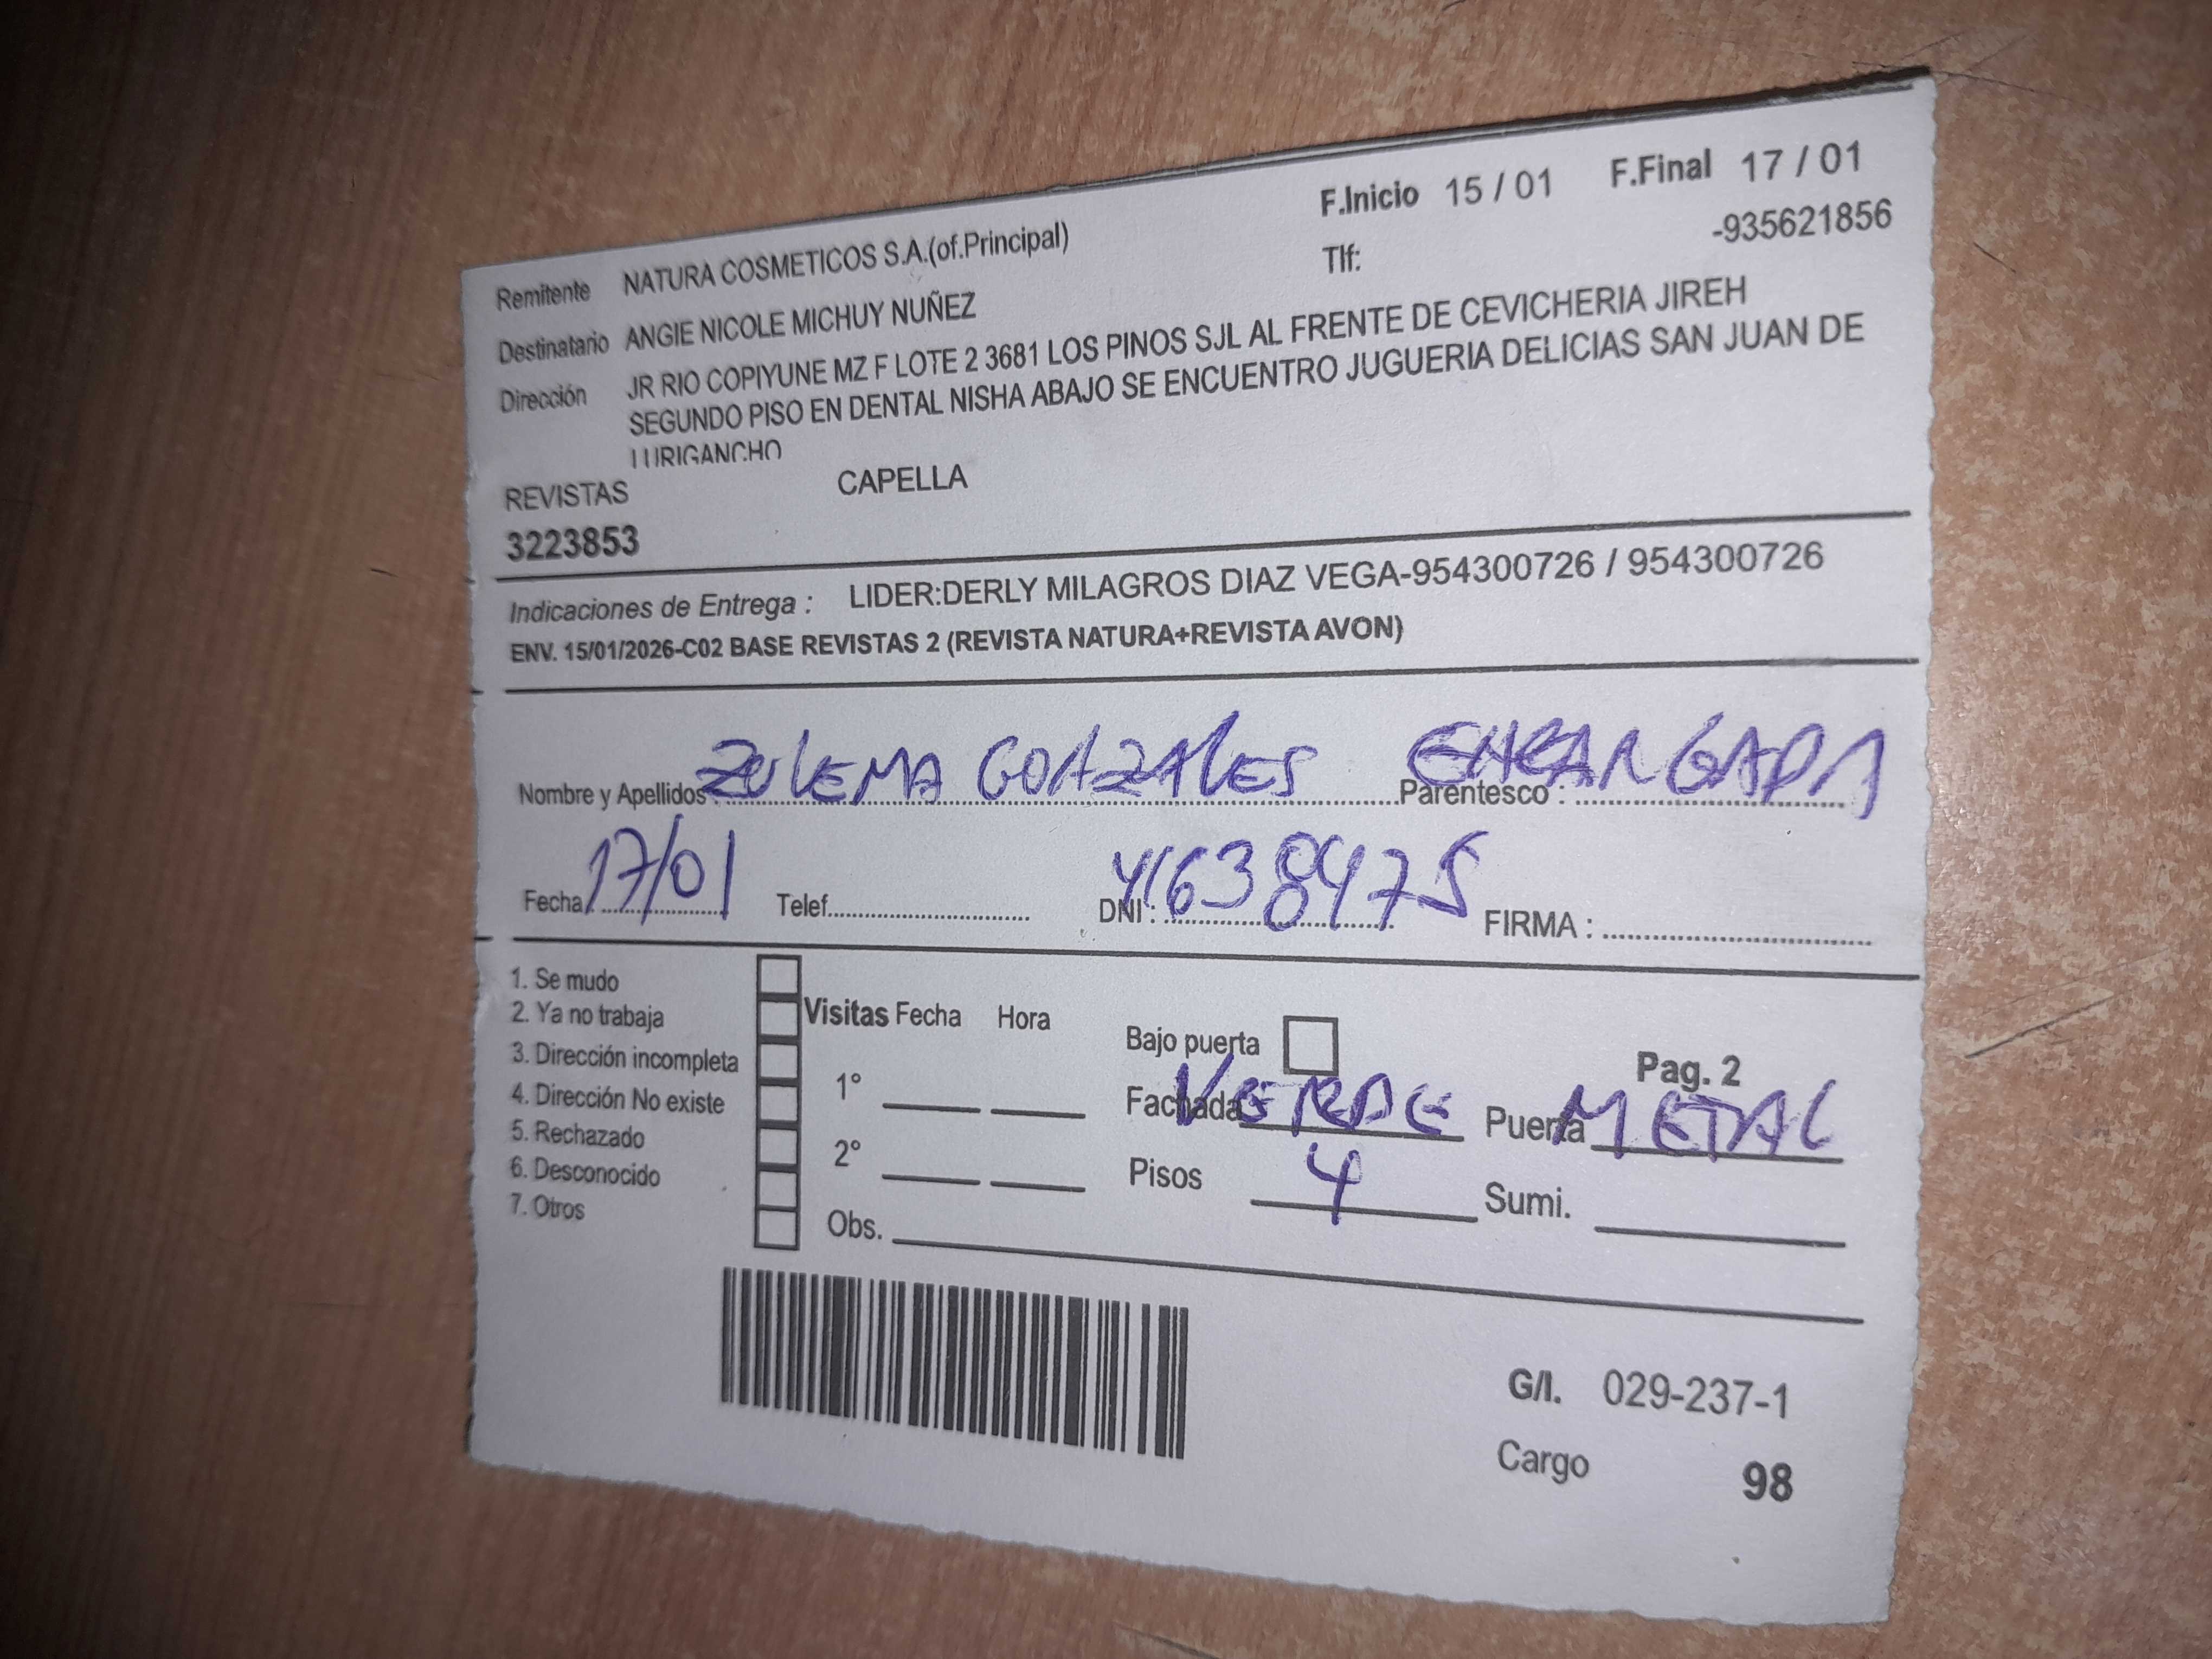 Remitente NATURA COSMETICOS S.A.(of.Principal) F.Inicio 15 / 01 F.Final 17 / 01
Destinatario ANGIE NICOLE MICHUY NUÑEZ Tlf: -935621856
Dirección JR RIO COPIYUNE MZ F LOTE 2 3681 LOS PINOS SJL AL FRENTE DE CEVICHERIA JIREH
SEGUNDO PISO EN DENTAL NISHA ABAJO SE ENCUENTRO JUGUERIA DELICIAS SAN JUAN DE
LURIGANCHO
REVISTAS CAPELLA
3223853
Indicaciones de Entrega : LIDER:DERLY MILAGROS DIAZ VEGA-954300726 / 954300726
ENV. 15/01/2026-C02 BASE REVISTAS 2 (REVISTA NATURA+REVISTA AVON)
Nombre y Apellidos: ZULEMA GONZALES Parentesco : ENCARGADA
Fecha: 17/01 Telef. DNI : 41638475 FIRMA :
1. Se mudo
2. Ya no trabaja Visitas Fecha Hora Bajo puerta
3. Dirección incompleta Pag. 2
4. Dirección No existe 1° Fachada VERDE Puerta METAL
5. Rechazado
6. Desconocido 2° Pisos 4 Sumi.
7. Otros Obs.
G/I. 029-237-1
Cargo 98